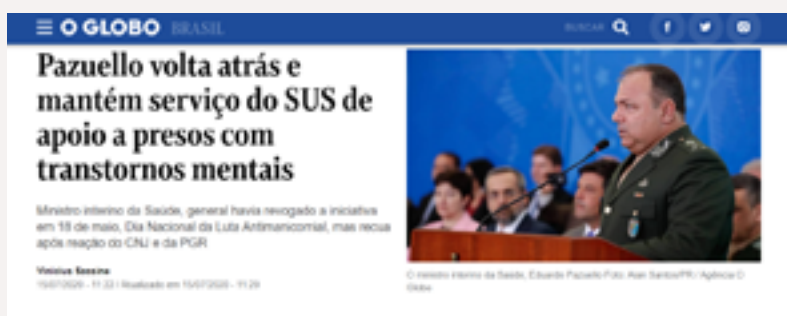 O GLOBO BRASIL
BUSCAR
Pazuello volta atrás e
mantém serviço do SUS de
apoio a presos com
transtornos mentais
Ministro interino da Saúde, general havia revogado a iniciativa
em 18 de maio, Dia Nacional da Luta Antimanicomial, mas recua
após reação do CNJ e da PGR
Vinicius Sassine
15/07/2020 - 11:22 / Atualizado em 15/07/2020 - 11:29
O ministro interino da Saúde, Eduardo Pazuello Foto: Alan Santos/PR / Agência O
Globo